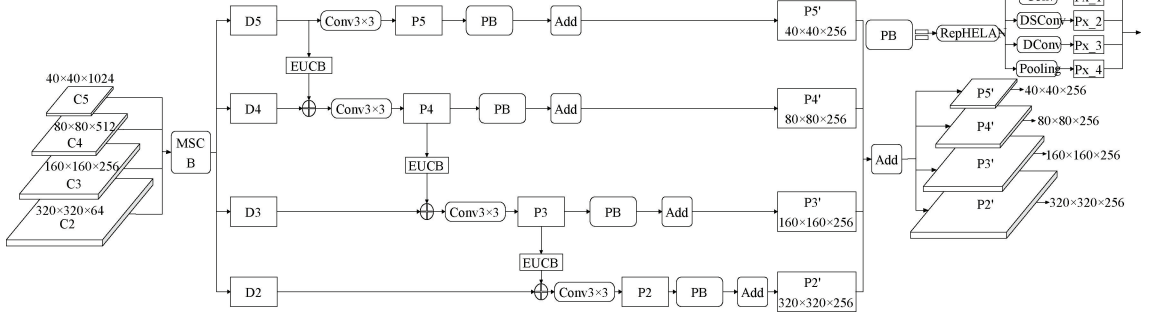 D5
Conv3×3
P5
PB
Add
P5'
40×40×256
PB
RepHELAN
Px_1
DSConv
Px_2
DConv
Px_3
Pooling
Px_4
EUCB
40×40×1024
C5
80×80×512
C4
160×160×256
C3
320×320×64
C2
MSC
B
D4
Conv3×3
P4
PB
Add
P4'
80×80×256
EUCB
D3
Conv3×3
P3
PB
Add
P3'
160×160×256
EUCB
D2
Conv3×3
P2
PB
Add
P2'
320×320×256
Add
P5'
40×40×256
P4'
80×80×256
P3'
160×160×256
P2'
320×320×256